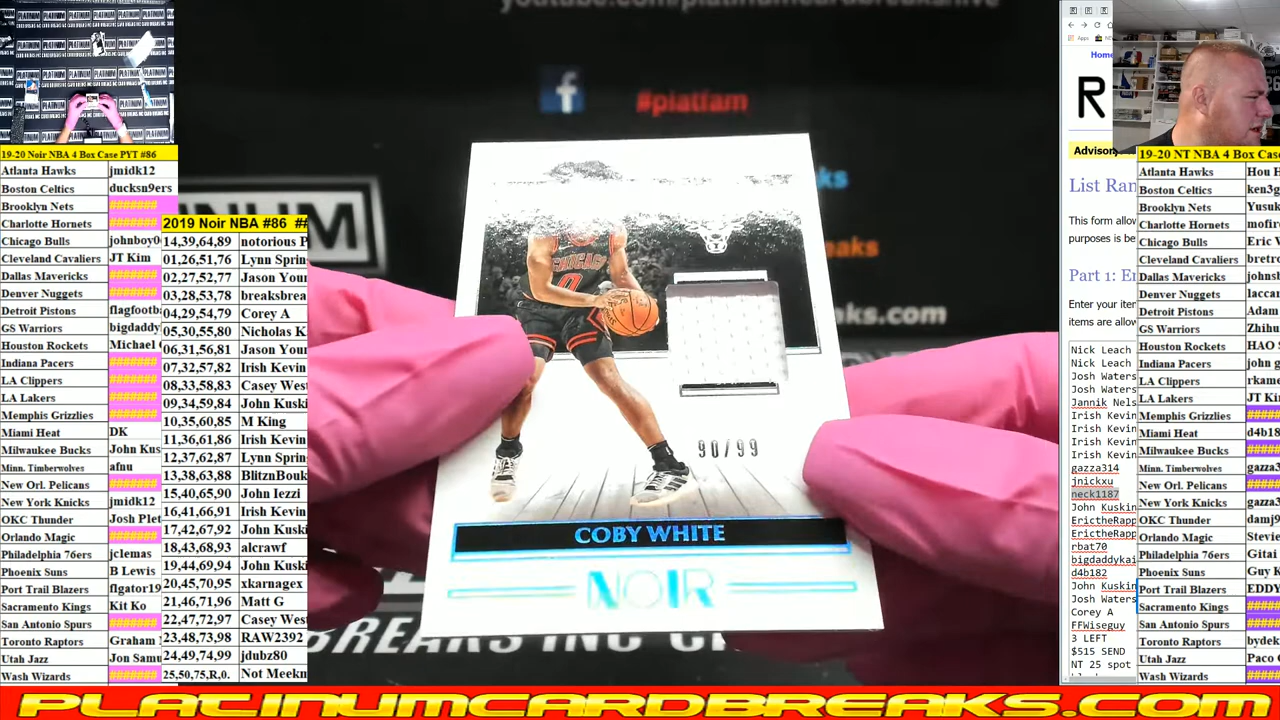 youtube.com/platinumcardbreakslive
#platfam
breaks.com
BREAKS INC
CHICAGO
0
90/99
COBY WHITE
NOIR
19-20 Noir NBA 4 Box Case PYT #86
Atlanta Hawks jmidk12
Boston Celtics ducksn9ers
Brooklyn Nets #######
Charlotte Hornets #######
Chicago Bulls johnboy0
Cleveland Cavaliers JT Kim
Dallas Mavericks #######
Denver Nuggets #######
Detroit Pistons flagfootb
GS Warriors bigdaddy
Houston Rockets Michael
Indiana Pacers #######
LA Clippers #######
LA Lakers #######
Memphis Grizzlies #######
Miami Heat DK
Milwaukee Bucks John Kus
Minn. Timberwolves afnu
New Orl. Pelicans #######
New York Knicks jmidk12
OKC Thunder Josh Plet
Orlando Magic #######
Philadelphia 76ers jclemas
Phoenix Suns B Lewis
Port Trail Blazers flgator19
Sacramento Kings Kit Ko
San Antonio Spurs #######
Toronto Raptors Graham
Utah Jazz Jon Samu
Wash Wizards #######
2019 Noir NBA #86 ##
14,39,64,89 notorious P
01,26,51,76 Lynn Sprin
02,27,52,77 Jason Your
03,28,53,78 breaksbrea
04,29,54,79 Corey A
05,30,55,80 Nicholas K
06,31,56,81 Jason Your
07,32,57,82 Irish Kevin
08,33,58,83 Casey West
09,34,59,84 John Kuski
10,35,60,85 M King
11,36,61,86 Irish Kevin
12,37,62,87 Lynn Sprin
13,38,63,88 BlitznBouk
15,40,65,90 John Iezzi
16,41,66,91 Irish Kevin
17,42,67,92 John Kuski
18,43,68,93 alcrawf
19,44,69,94 John Kuski
20,45,70,95 xkarnagex
21,46,71,96 Matt G
22,47,72,97 Casey West
23,48,73,98 RAW2392
24,49,74,99 jdubz80
25,50,75,R,0. Not Meekn
Apps
Home
R
Advisor
List Ran
This form allow
purposes is be
Part 1: En
Enter your iten
items are allow
Nick Leach
Nick Leach
Josh Waters
Josh Waters
Jannik Nels
Irish Kevin
Irish Kevin
Irish Kevin
Irish Kevin
gazza314
jnickxu
neck1187
John Kuskin
ErictheRapp
ErictheRapp
rbat70
bigdaddykai
d4b182
John Kuskin
Josh Waters
Corey A
FFWiseguy
3 LEFT
$515 SEND
NT 25 spot
19-20 NT NBA 4 Box Case
Atlanta Hawks Hou H
Boston Celtics ken3g
Brooklyn Nets Yusuk
Charlotte Hornets mofire
Chicago Bulls Eric
Cleveland Cavaliers bretro
Dallas Mavericks johnsl
Denver Nuggets laccar
Detroit Pistons Adam
GS Warriors Zhihu
Houston Rockets HAO S
Indiana Pacers john g
LA Clippers rkame
LA Lakers JT Ki
Memphis Grizzlies #####
Miami Heat d4b18
Milwaukee Bucks #####
Minn. Timberwolves gazza3
New Orl. Pelicans #####
New York Knicks gazza3
OKC Thunder damj9
Orlando Magic Stevie
Philadelphia 76ers Gitai
Phoenix Suns Guy K
Port Trail Blazers EDDY
Sacramento Kings #####
San Antonio Spurs #####
Toronto Raptors bydek
Utah Jazz Paco
Wash Wizards #####
PLATINUMCARDBREAKS.COM